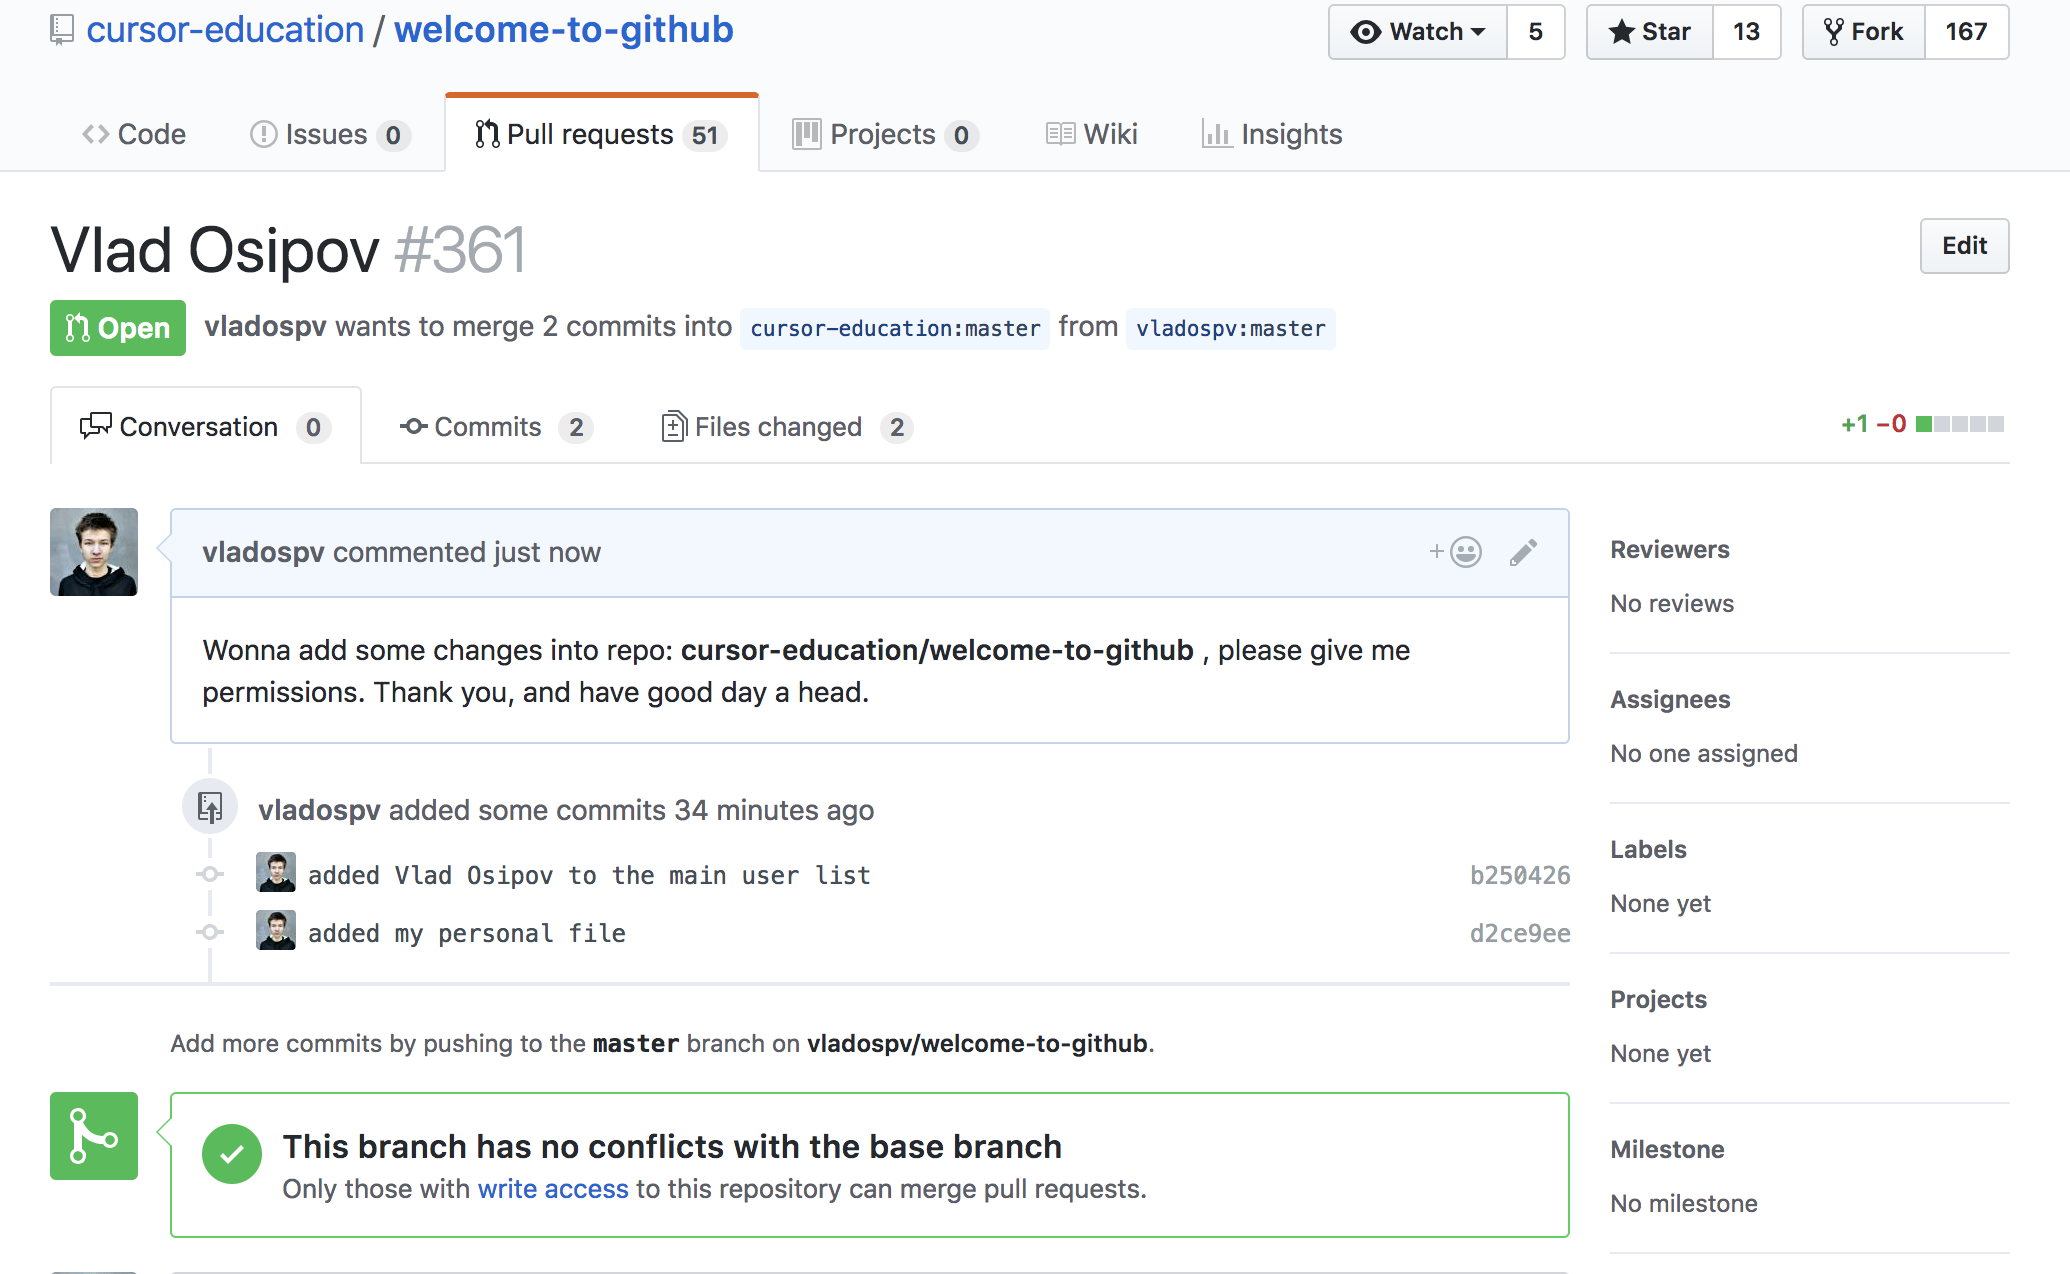 cursor-education / welcome-to-github
Watch 5 Star 13 Fork 167
Code Issues 0 Pull requests 51 Projects 0 Wiki Insights
Vlad Osipov #361
Edit
Open vladospv wants to merge 2 commits into cursor-education:master from vladospv:master
Conversation 0 Commits 2 Files changed 2
+1 −0
vladospv commented just now
Wonna add some changes into repo: cursor-education/welcome-to-github , please give me
permissions. Thank you, and have good day a head.
vladospv added some commits 34 minutes ago
added Vlad Osipov to the main user list b250426
added my personal file d2ce9ee
Add more commits by pushing to the master branch on vladospv/welcome-to-github.
This branch has no conflicts with the base branch
Only those with write access to this repository can merge pull requests.
Reviewers
No reviews
Assignees
No one assigned
Labels
None yet
Projects
None yet
Milestone
No milestone